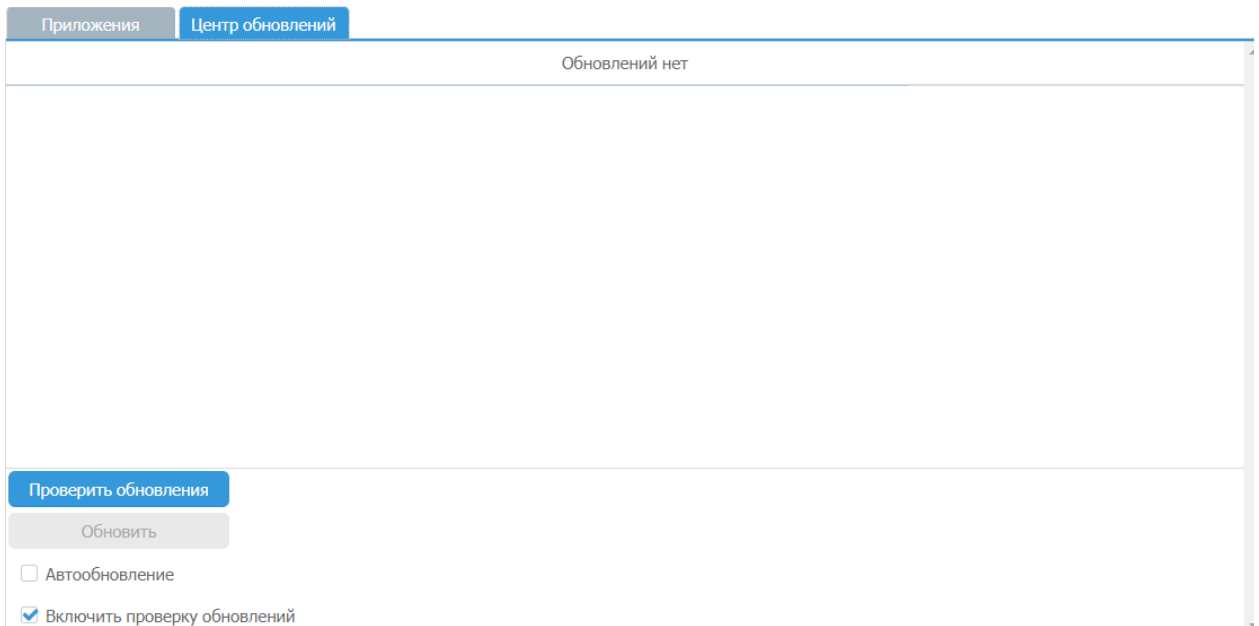 Приложения
Центр обновлений
Обновлений нет
Проверить обновления
Обновить
Автообновление
Включить проверку обновлений